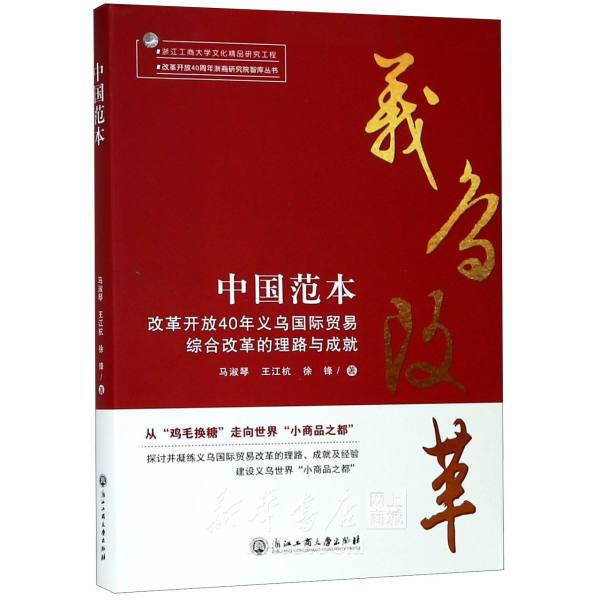 浙江工商大学文化精品研究工程
改革开放40周年浙商研究院智库丛书
義乌改革
中国范本
改革开放40年义乌国际贸易
综合改革的理路与成就
马淑琴 王江杭 徐锋/著
从“鸡毛换糖”走向世界“小商品之都”
探讨并凝练义乌国际贸易改革的理路、成就及经验
建设义乌世界“小商品之都”
浙江工商大学出版社
中国范本
马淑琴 王江杭 徐锋/著
新华书店
网上商城